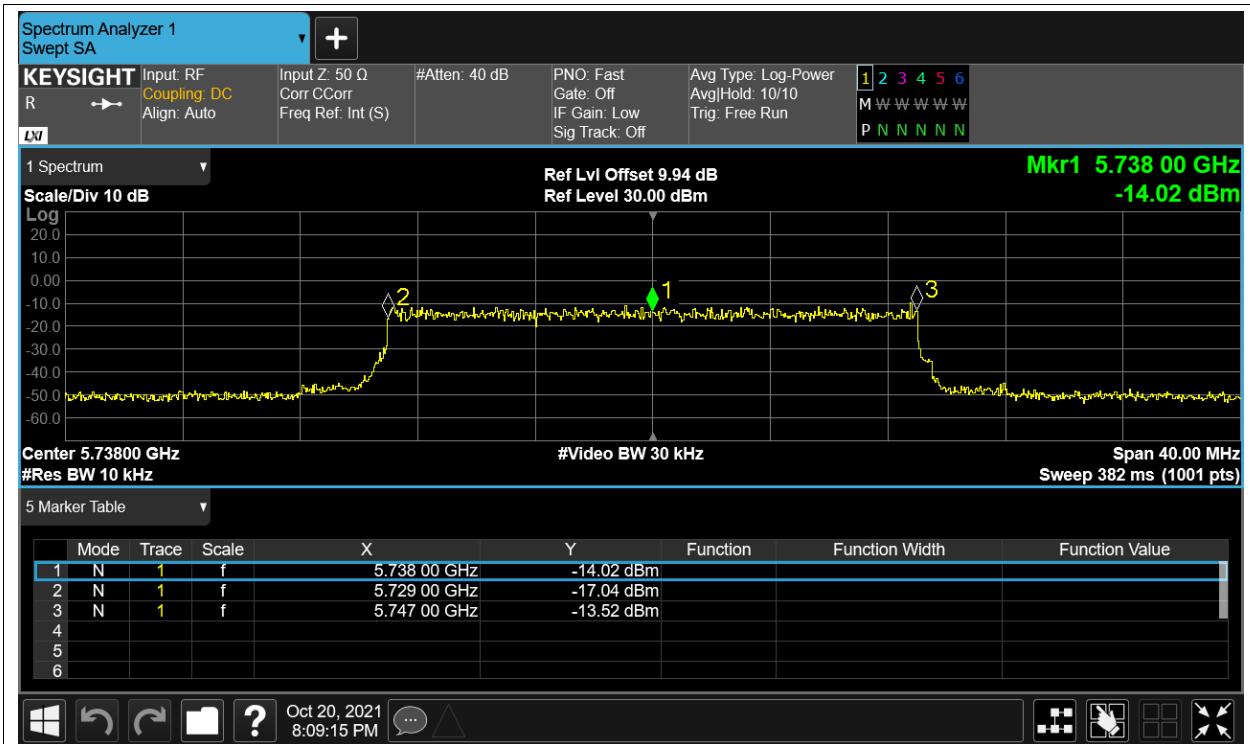 Spectrum Analyzer 1
Swept SA
KEYSIGHT
R
LXI
Input: RF
Coupling: DC
Align: Auto
Input Z: 50 Ω
Corr CCorr
Freq Ref: Int (S)
#Atten: 40 dB
PNO: Fast
Gate: Off
IF Gain: Low
Sig Track: Off
Avg Type: Log-Power
Avg|Hold: 10/10
Trig: Free Run
1 2 3 4 5 6
M W W W W W
P N N N N N
1 Spectrum
Scale/Div 10 dB
Ref Lvl Offset 9.94 dB
Ref Level 30.00 dBm
Mkr1 5.738 00 GHz
-14.02 dBm
Log
20.0
10.0
0.00
-10.0
-20.0
-30.0
-40.0
-50.0
-60.0
2
1
3
Center 5.73800 GHz
#Res BW 10 kHz
#Video BW 30 kHz
Span 40.00 MHz
Sweep 382 ms (1001 pts)
5 Marker Table
Mode Trace Scale X Y Function Function Width Function Value
1 N 1 f 5.738 00 GHz -14.02 dBm
2 N 1 f 5.729 00 GHz -17.04 dBm
3 N 1 f 5.747 00 GHz -13.52 dBm
4
5
6
?
Oct 20, 2021
8:09:15 PM